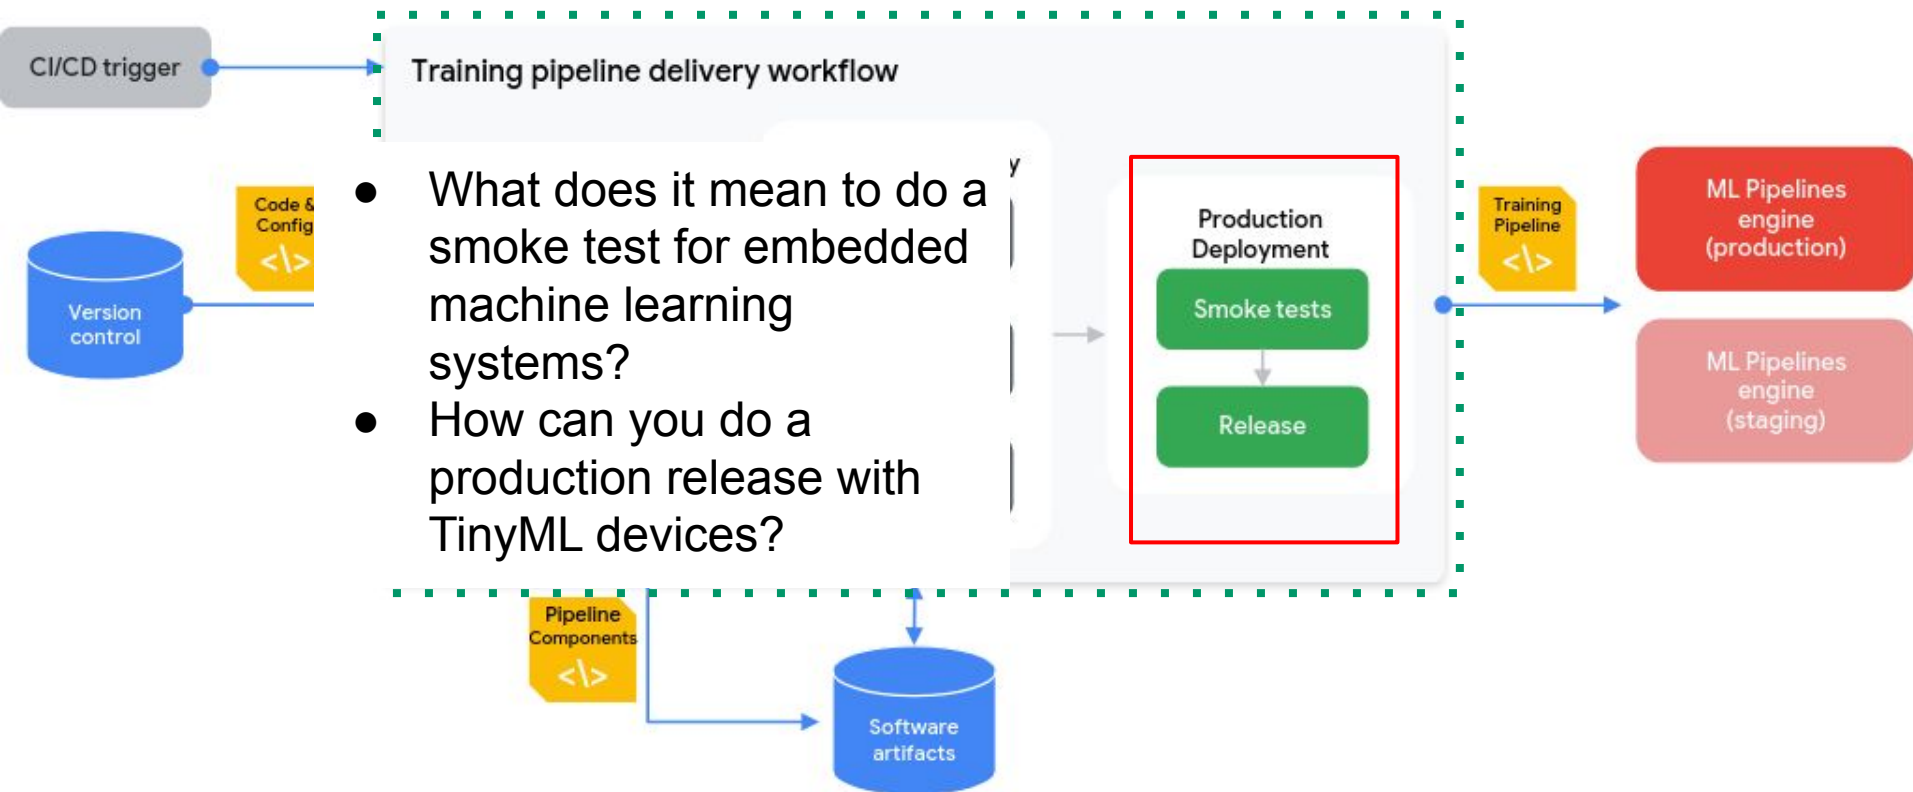 CI/CD trigger
Training pipeline delivery workflow
● What does it mean to do a
smoke test for embedded
machine learning
systems?
● How can you do a
production release with
TinyML devices?
Code &
Config
<\>
Version
control
y
Production
Deployment
Smoke tests
Release
Training
Pipeline
<\>
ML Pipelines
engine
(production)
ML Pipelines
engine
(staging)
Pipeline
Components
<\>
Software
artifacts